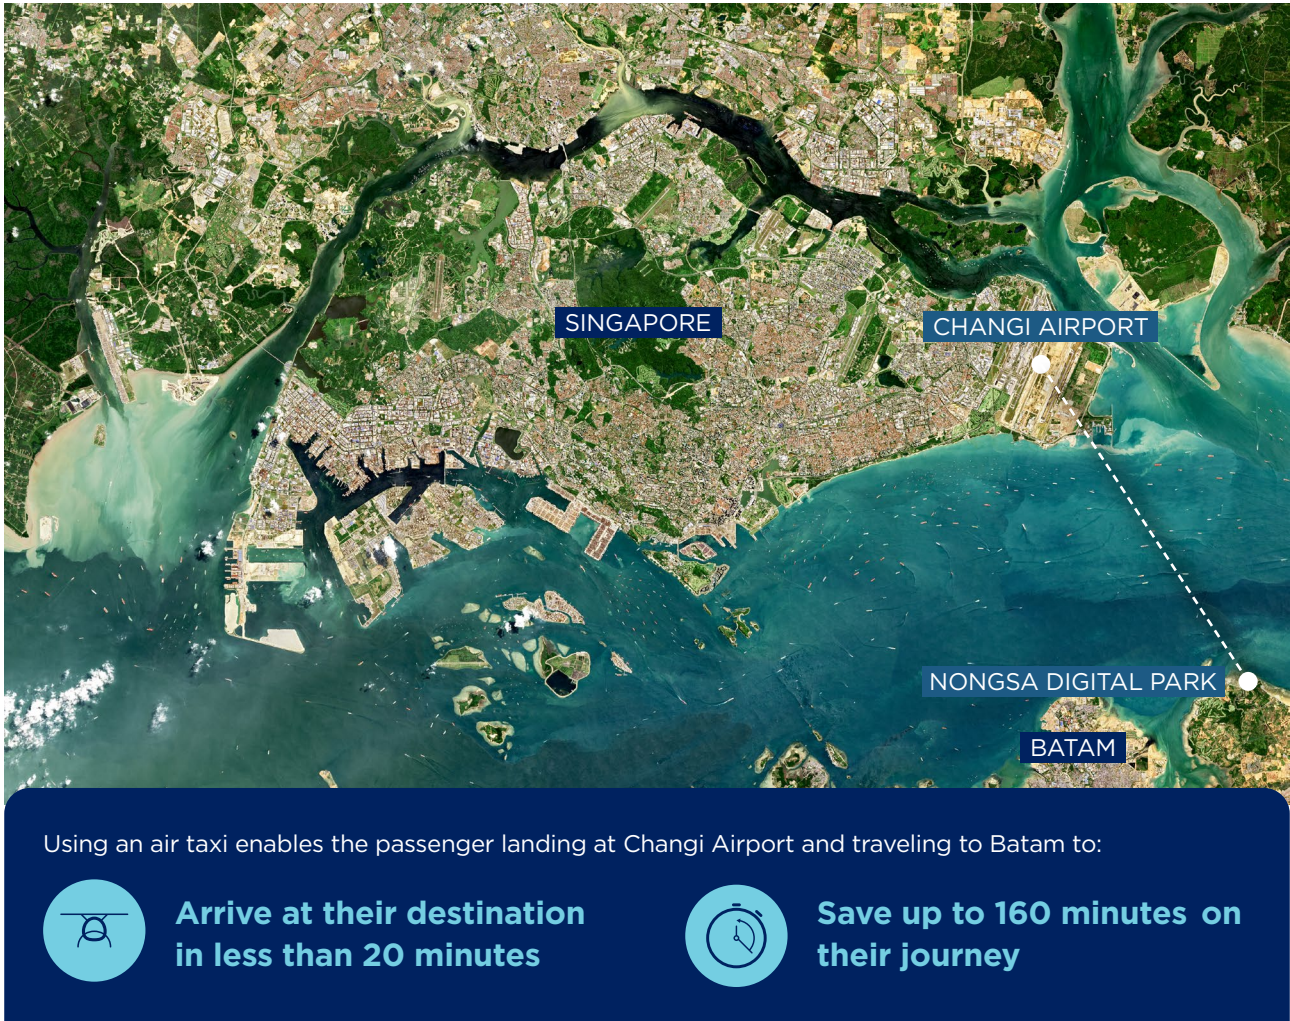 SINGAPORE
CHANGI AIRPORT
NONGSA DIGITAL PARK
BATAM
Using an air taxi enables the passenger landing at Changi Airport and traveling to Batam to:
Arrive at their destination
in less than 20 minutes
Save up to 160 minutes on
their journey